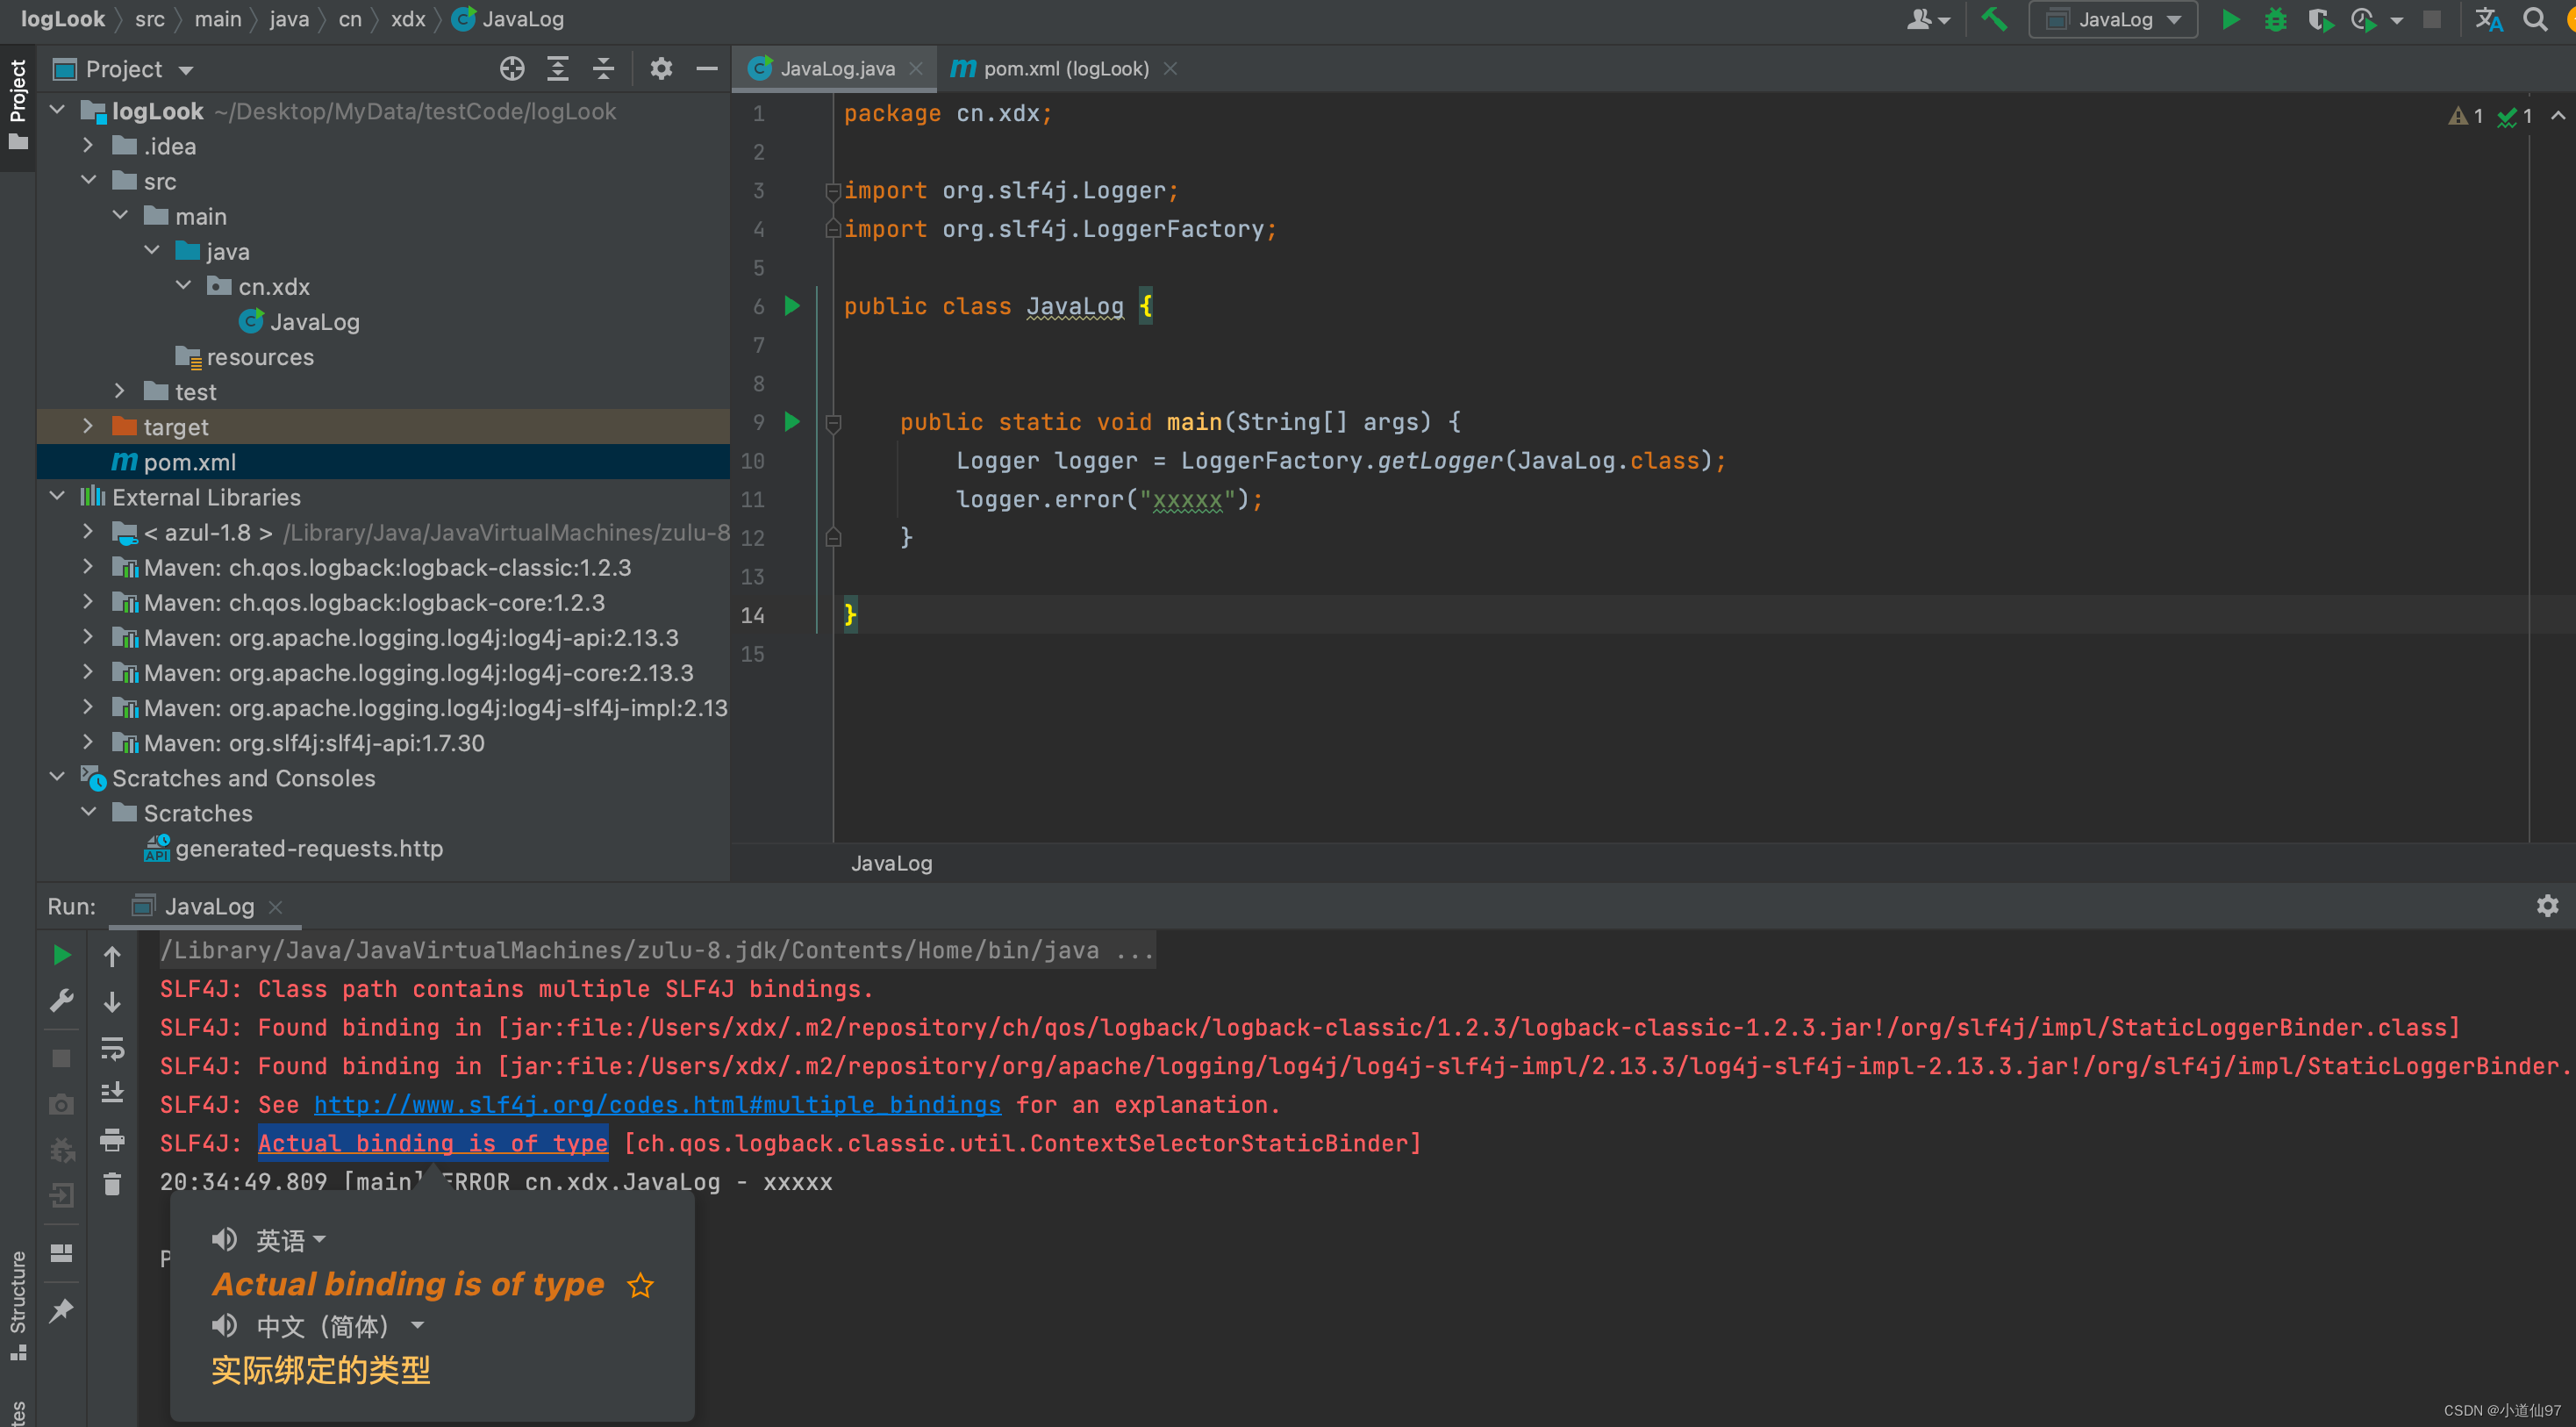 logLook src main java cn xdx JavaLog
JavaLog
Project
Project
logLook ~/Desktop/MyData/testCode/logLook
.idea
src
main
java
cn.xdx
JavaLog
resources
test
target
pom.xml
External Libraries
< azul-1.8 > /Library/Java/JavaVirtualMachines/zulu-8
Maven: ch.qos.logback:logback-classic:1.2.3
Maven: ch.qos.logback:logback-core:1.2.3
Maven: org.apache.logging.log4j:log4j-api:2.13.3
Maven: org.apache.logging.log4j:log4j-core:2.13.3
Maven: org.apache.logging.log4j:log4j-slf4j-impl:2.13
Maven: org.slf4j:slf4j-api:1.7.30
Scratches and Consoles
Scratches
API generated-requests.http
JavaLog.java pom.xml (logLook)
1 package cn.xdx; 1 1
2
3 import org.slf4j.Logger;
4 import org.slf4j.LoggerFactory;
5
6 public class JavaLog {
7
8
9 public static void main(String[] args) {
10 Logger logger = LoggerFactory.getLogger(JavaLog.class);
11 logger.error("xxxxx");
12 }
13
14 }
15
JavaLog
Run: JavaLog
/Library/Java/JavaVirtualMachines/zulu-8.jdk/Contents/Home/bin/java ...
SLF4J: Class path contains multiple SLF4J bindings.
SLF4J: Found binding in [jar:file:/Users/xdx/.m2/repository/ch/qos/logback/logback-classic/1.2.3/logback-classic-1.2.3.jar!/org/slf4j/impl/StaticLoggerBinder.class]
SLF4J: Found binding in [jar:file:/Users/xdx/.m2/repository/org/apache/logging/log4j/log4j-slf4j-impl/2.13.3/log4j-slf4j-impl-2.13.3.jar!/org/slf4j/impl/StaticLoggerBinder.
SLF4J: See http://www.slf4j.org/codes.html#multiple_bindings for an explanation.
SLF4J: Actual binding is of type [ch.qos.logback.classic.util.ContextSelectorStaticBinder]
20:34:49.809 [main] ERROR cn.xdx.JavaLog - xxxxx
P
英语
Actual binding is of type
中文（简体）
实际绑定的类型
Structure
CSDN @小道仙97